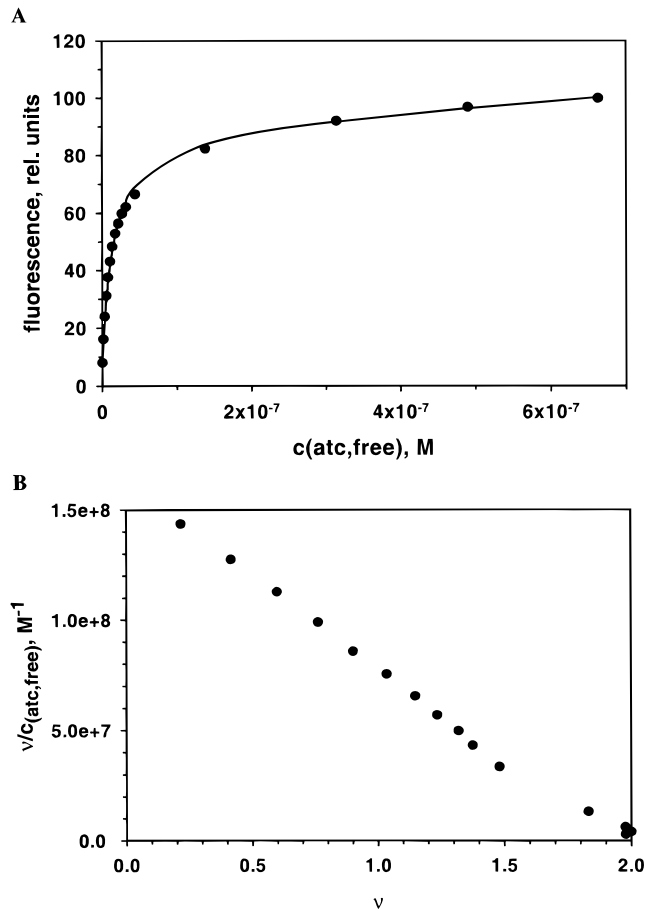 A
120
100
80
60
40
20
0
fluorescence, rel. units
0 2x10⁻⁷ 4x10⁻⁷ 6x10⁻⁷
c(atc,free), M
B
1.5e+8
1.0e+8
5.0e+7
0.0
ν/c(atc,free), M⁻¹
0.0 0.5 1.0 1.5 2.0
ν